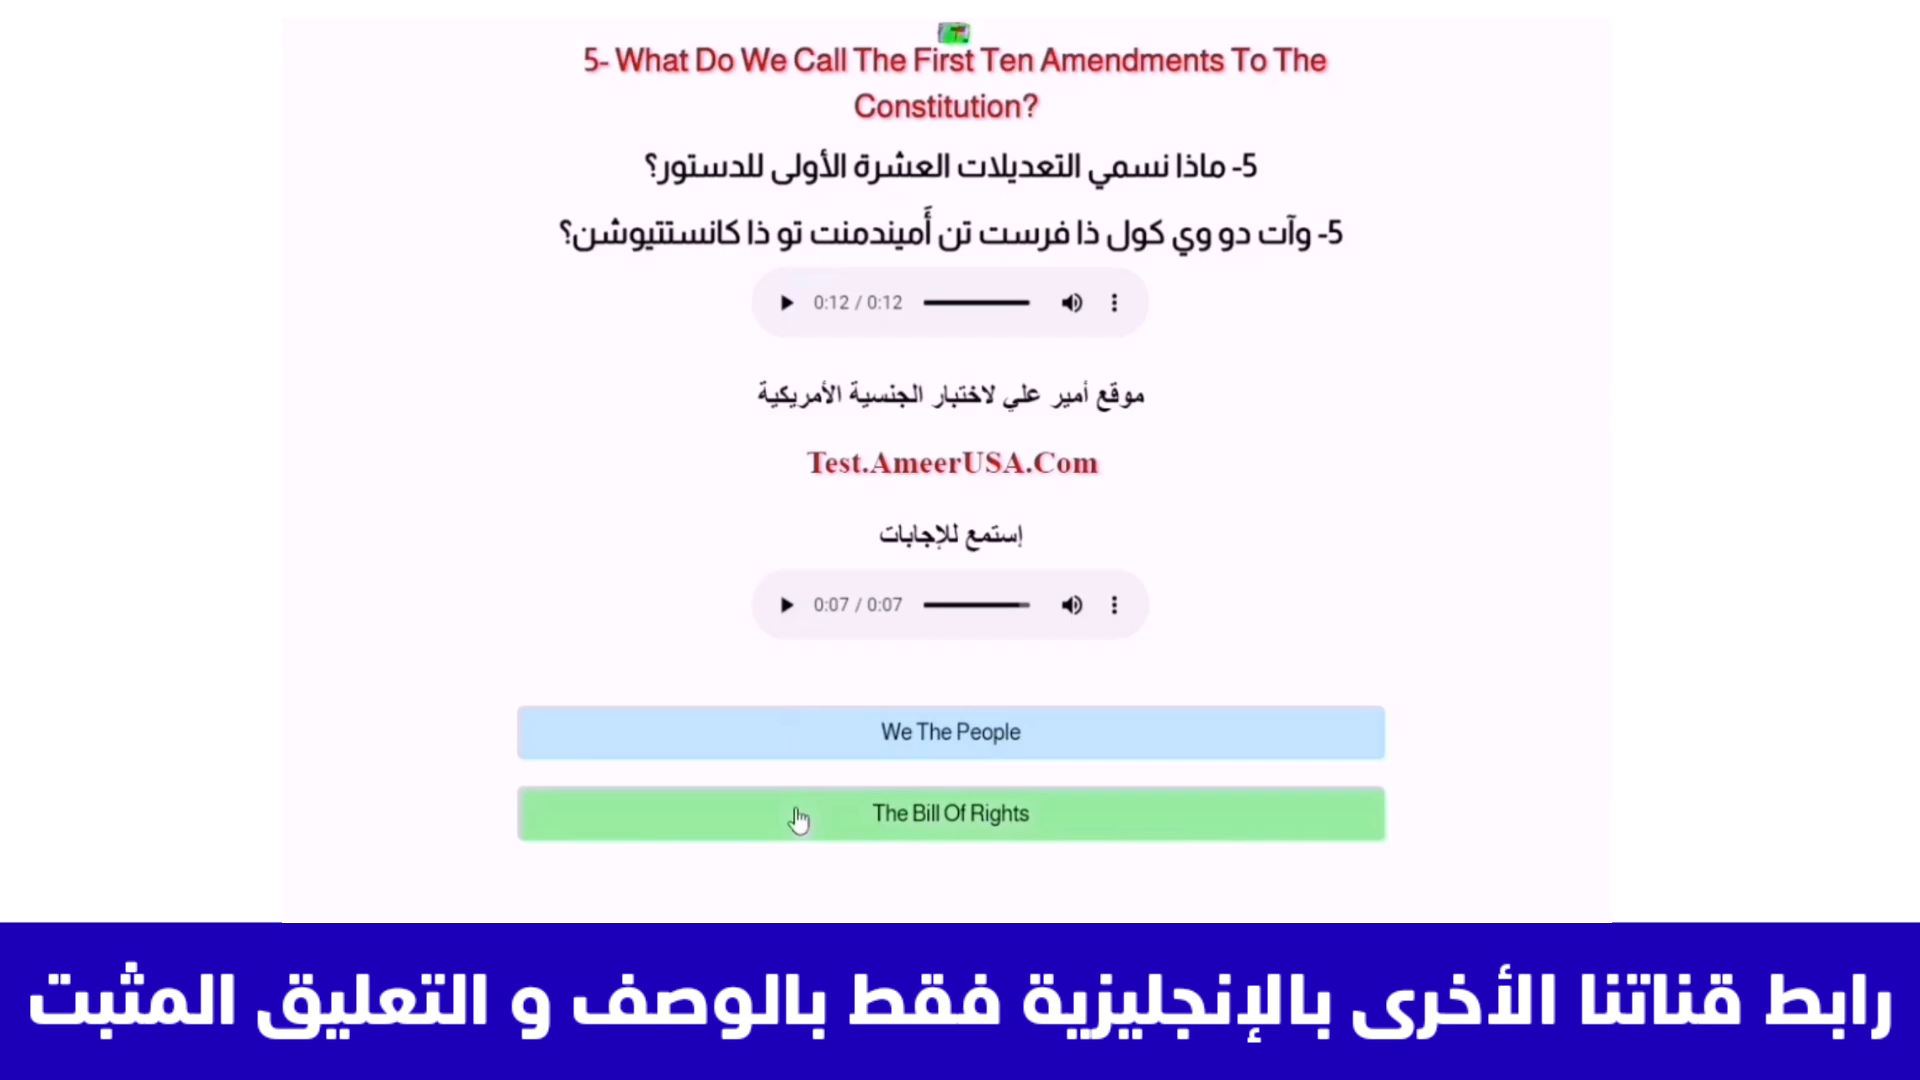 5- What Do We Call The First Ten Amendments To The
Constitution?
5- ماذا نسمي التعديلات العشرة الأولى للدستور؟
5- وآت دو وي كول ذا فرست تن أَميندمنت تو ذا كانستتيوشن؟
0:12 / 0:12
موقع أمير علي لاختبار الجنسية الأمريكية
Test.AmeerUSA.Com
إستمع للإجابات
0:07 / 0:07
We The People
The Bill Of Rights
رابط قناتنا الأخرى بالإنجليزية فقط بالوصف و التعليق المثبت